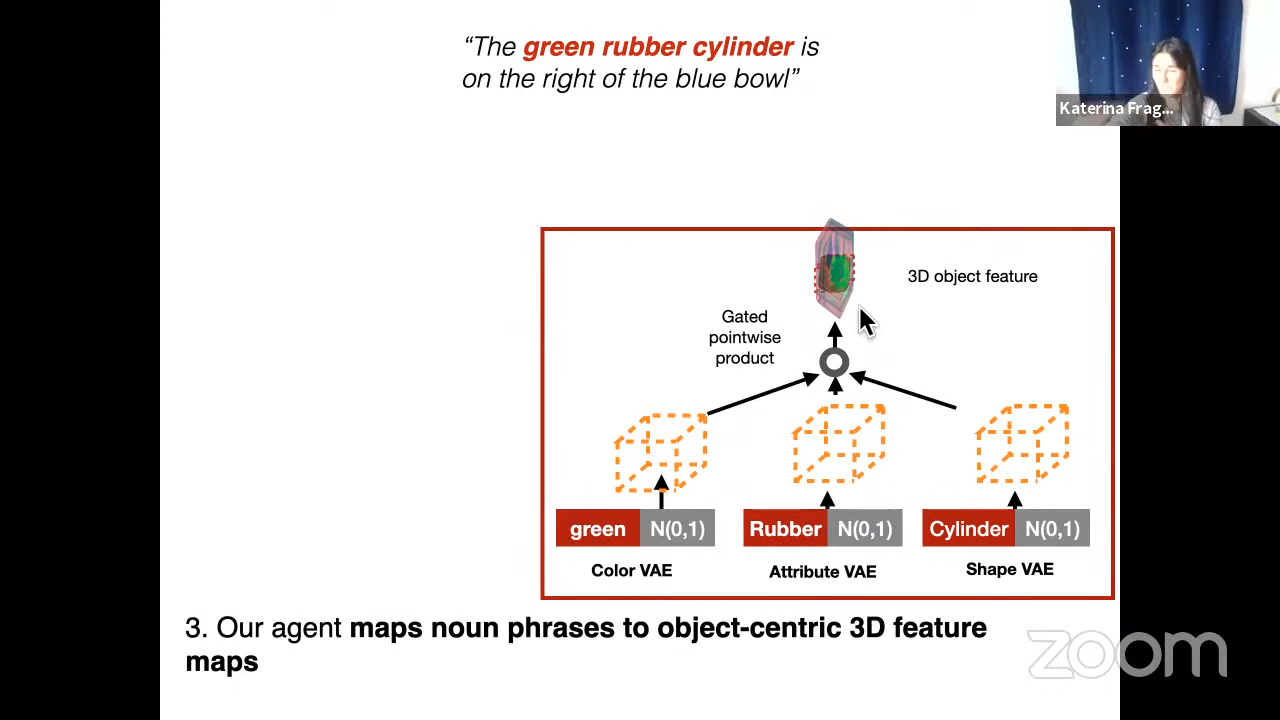 “The green rubber cylinder is
on the right of the blue bowl”
Katerina Frag...
3D object feature
Gated
pointwise
product
green N(0,1)
Rubber N(0,1)
Cylinder N(0,1)
Color VAE
Attribute VAE
Shape VAE
3. Our agent maps noun phrases to object-centric 3D feature
maps
zoom